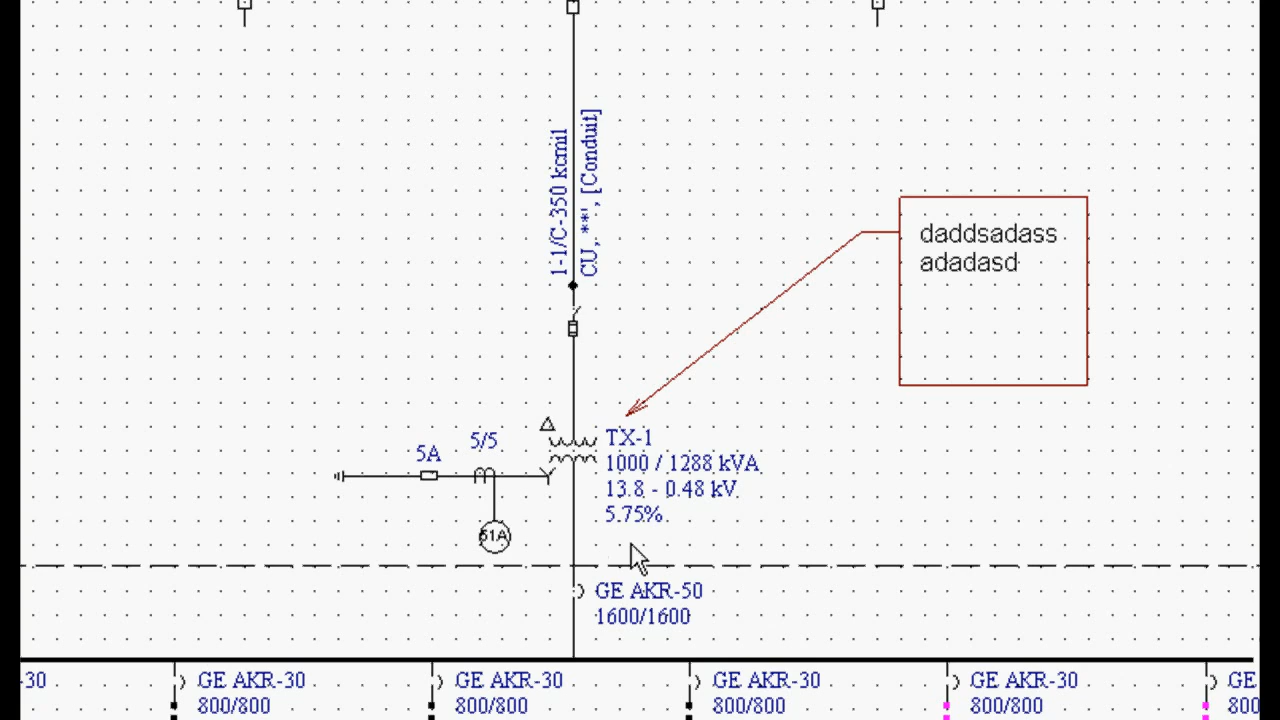 1-1/C-350 kcmil
CU, **', [Conduit]
daddsadass
adadasd
TX-1
1000 / 1288 kVA
13.8 - 0.48 kV
5.75%
5/5
5A
51A
GE AKR-50
1600/1600
-30
GE AKR-30
800/800
GE AKR-30
800/800
GE AKR-30
800/800
GE AKR-30
800/800
GE
800